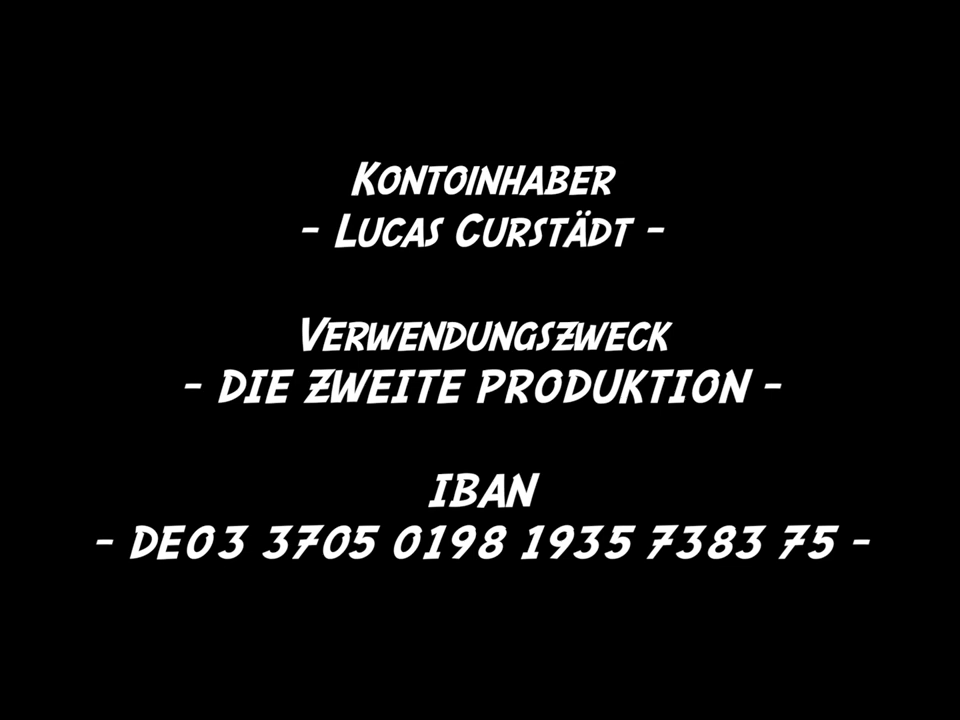 Kontoinhaber
- Lucas Curstädt -
Verwendungszweck
- DIE ZWEITE PRODUKTION -
IBAN
- DE03 3705 0198 1935 7383 75 -